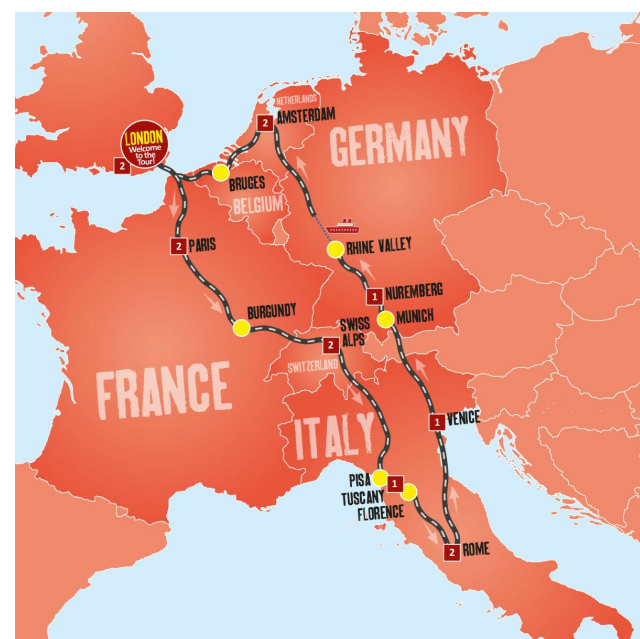 NETHERLANDS
2 AMSTERDAM
GERMANY
LONDON
Welcome
to the
Tour!
2
BRUGES
BELGIUM
2 PARIS
RHINE VALLEY
1 NUREMBERG
BURGUNDY
MUNICH
SWISS
2 ALPS
SWITZERLAND
FRANCE
ITALY
1 VENICE
PISA
1
TUSCANY
FLORENCE
2 ROME